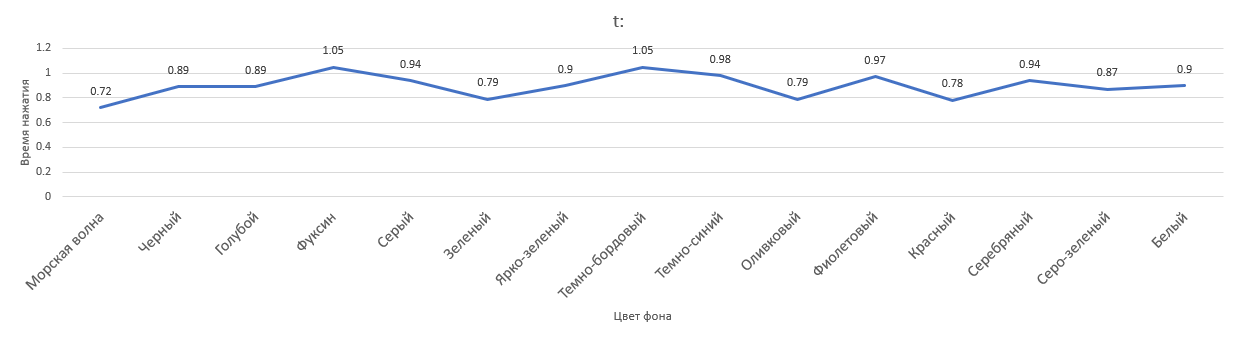 t:
Время нажатия
1.2
1
0.8
0.6
0.4
0.2
0
0.72
0.89
0.89
1.05
0.94
0.79
0.9
1.05
0.98
0.79
0.97
0.78
0.94
0.87
0.9
Морская волна
Черный
Голубой
Фуксин
Серый
Зеленый
Ярко-зеленый
Темно-бордовый
Темно-синий
Оливковый
Фиолетовый
Красный
Серебряный
Серо-зеленый
Белый
Цвет фона